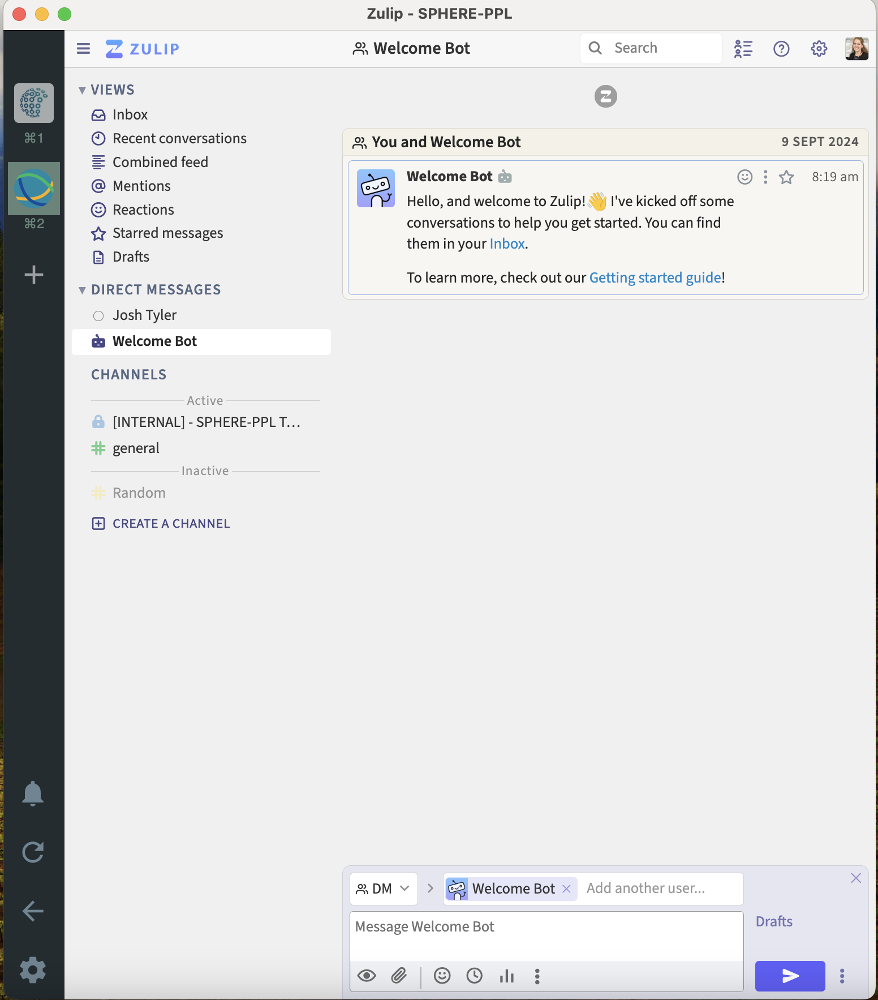 Zulip - SPHERE-PPL
ZULIP
Welcome Bot
Search
⌘1
⌘2
VIEWS
Inbox
Recent conversations
Combined feed
Mentions
Reactions
Starred messages
Drafts
DIRECT MESSAGES
Josh Tyler
Welcome Bot
CHANNELS
Active
[INTERNAL] - SPHERE-PPL T...
general
Inactive
Random
CREATE A CHANNEL
You and Welcome Bot
9 SEPT 2024
Welcome Bot
8:19 am
Hello, and welcome to Zulip!👋 I've kicked off some
conversations to help you get started. You can find
them in your Inbox.
To learn more, check out our Getting started guide!
DM
Welcome Bot
Add another user...
Message Welcome Bot
Drafts